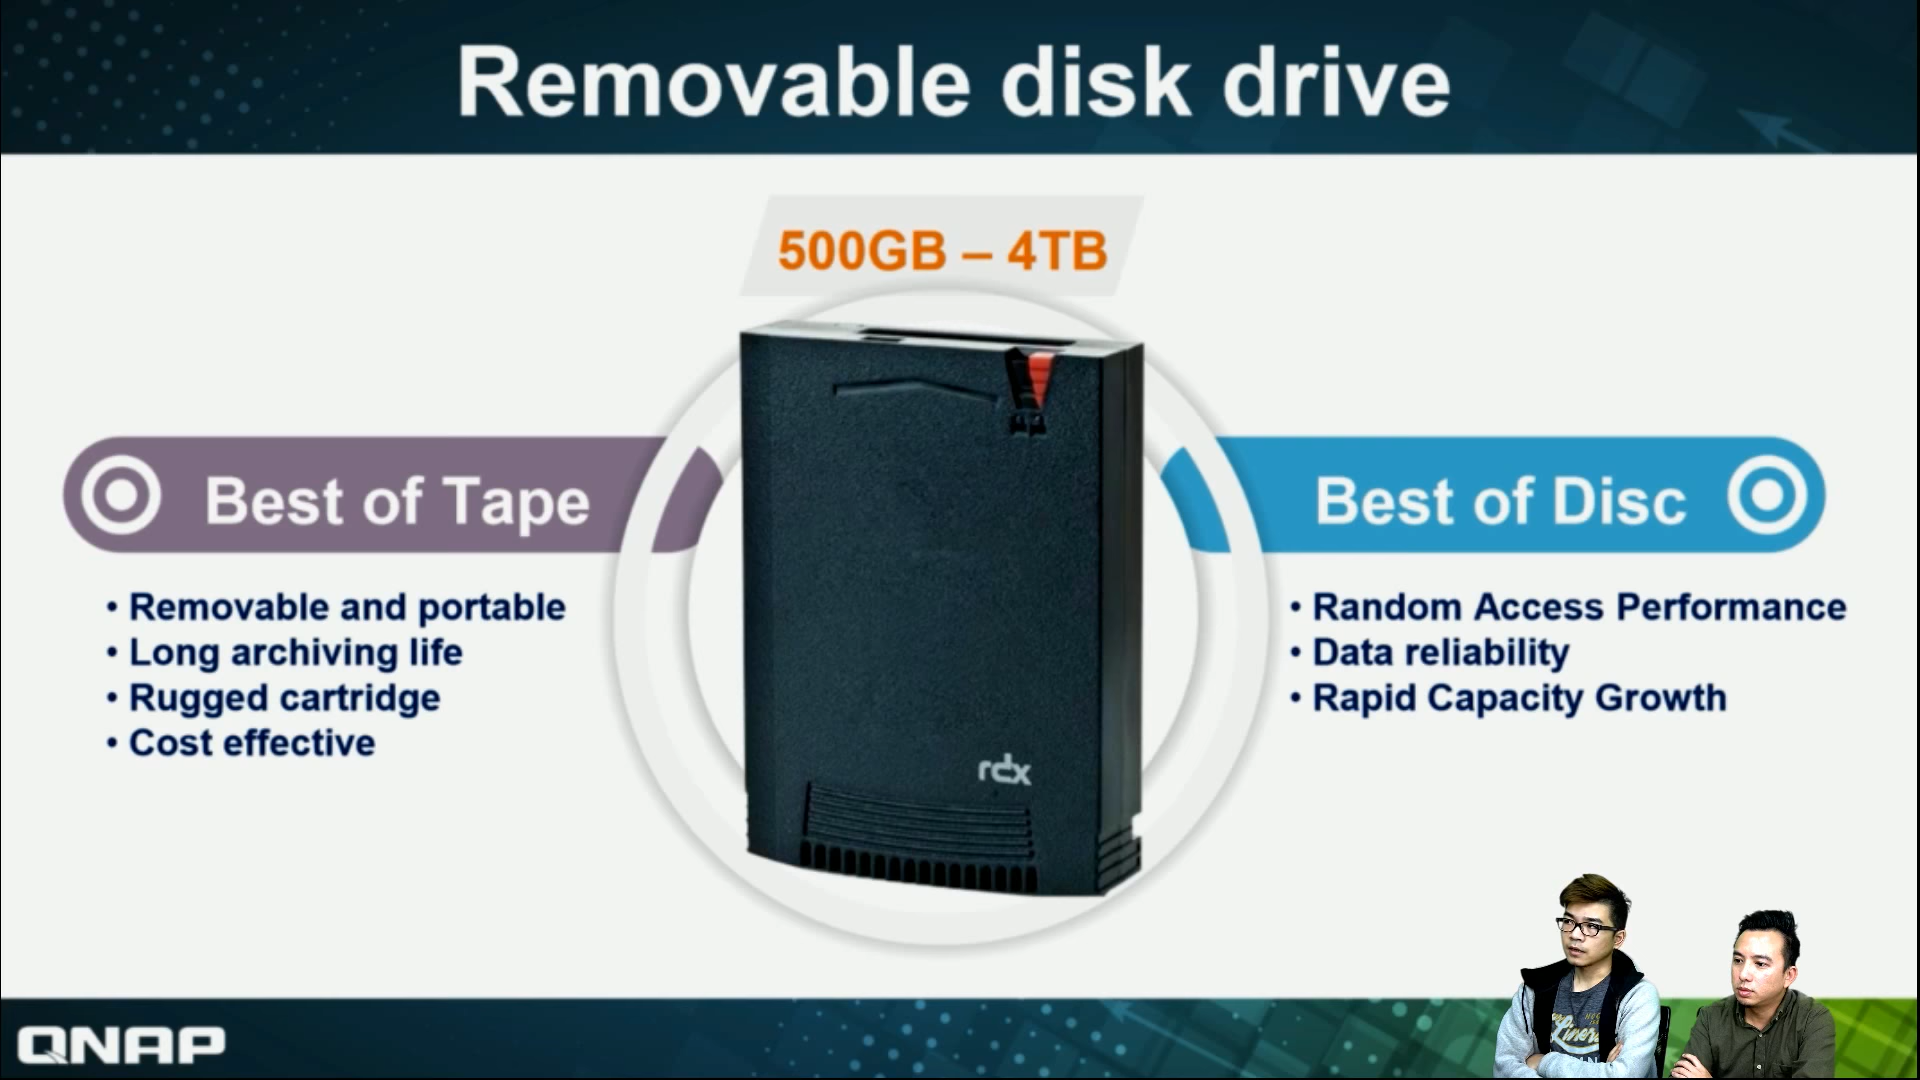 Removable disk drive
500GB – 4TB
Best of Tape
• Removable and portable
• Long archiving life
• Rugged cartridge
• Cost effective
rdx
Best of Disc
• Random Access Performance
• Data reliability
• Rapid Capacity Growth
QNAP